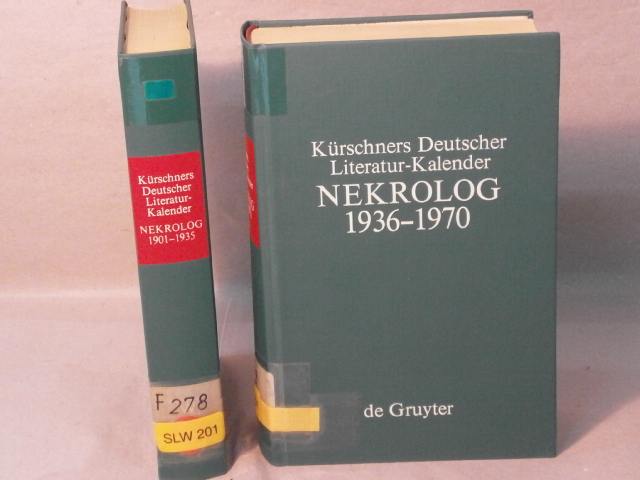 Kürschners
Deutscher
Literatur-
Kalender
NEKROLOG
1901–1935
F 278
SLW 201
Kürschners Deutscher
Literatur-Kalender
NEKROLOG
1936–1970
de Gruyter